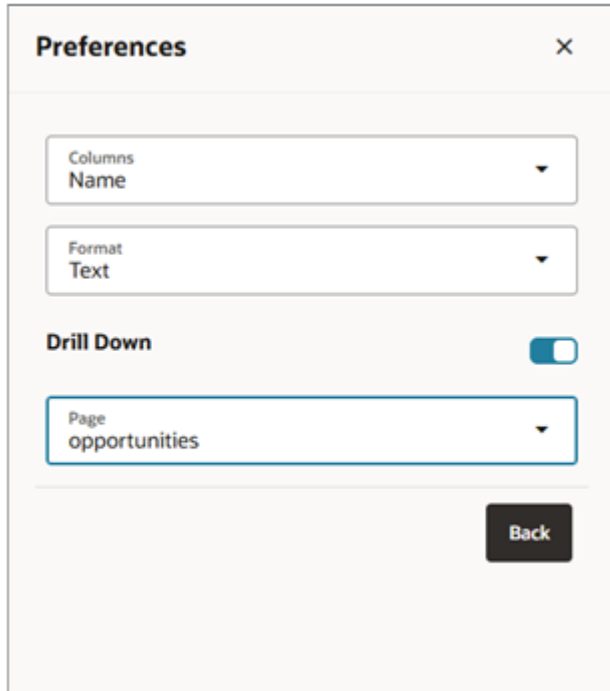 Preferences
Columns
Name
Format
Text
Drill Down
Page
opportunities
Back